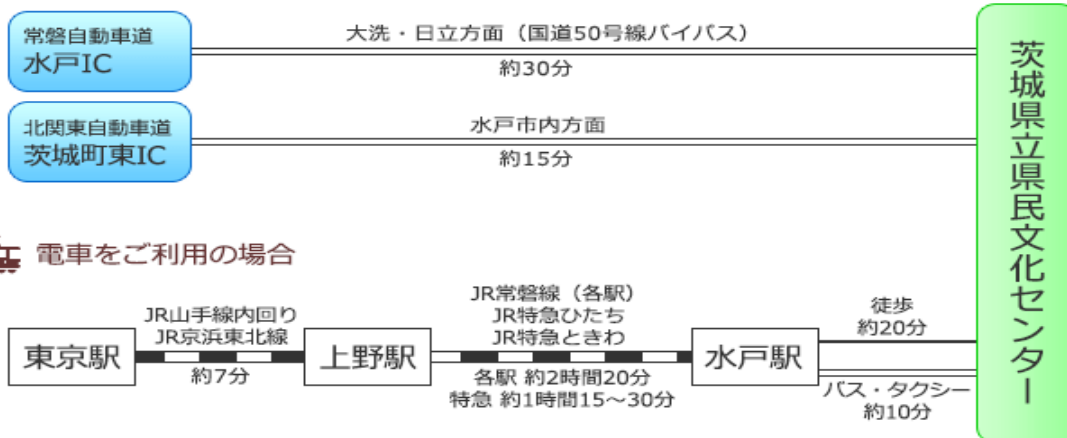 常磐自動車道
水戸IC
大洗・日立方面（国道50号線バイパス）
約30分
北関東自動車道
茨城町東IC
水戸市内方面
約15分
茨城県立県民文化センター
電車をご利用の場合
東京駅
JR山手線内回り
JR京浜東北線
約7分
上野駅
JR常磐線（各駅）
JR特急ひたち
JR特急ときわ
各駅 約2時間20分
特急 約1時間15～30分
水戸駅
徒歩
約20分
バス・タクシー
約10分